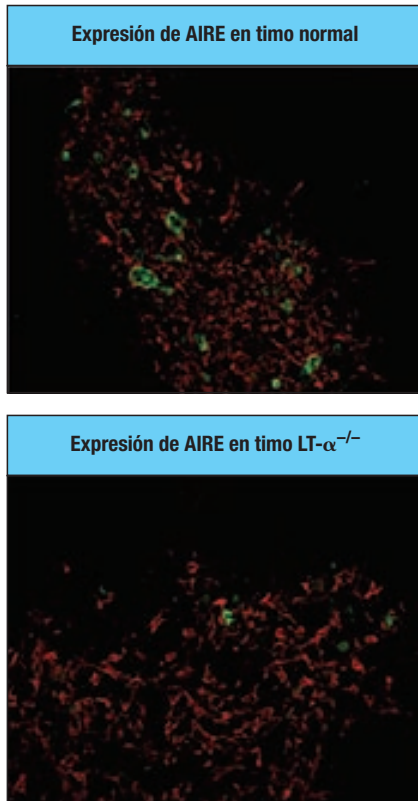 Expresión de AIRE en timo normal
Expresión de AIRE en timo LT-α⁻/⁻